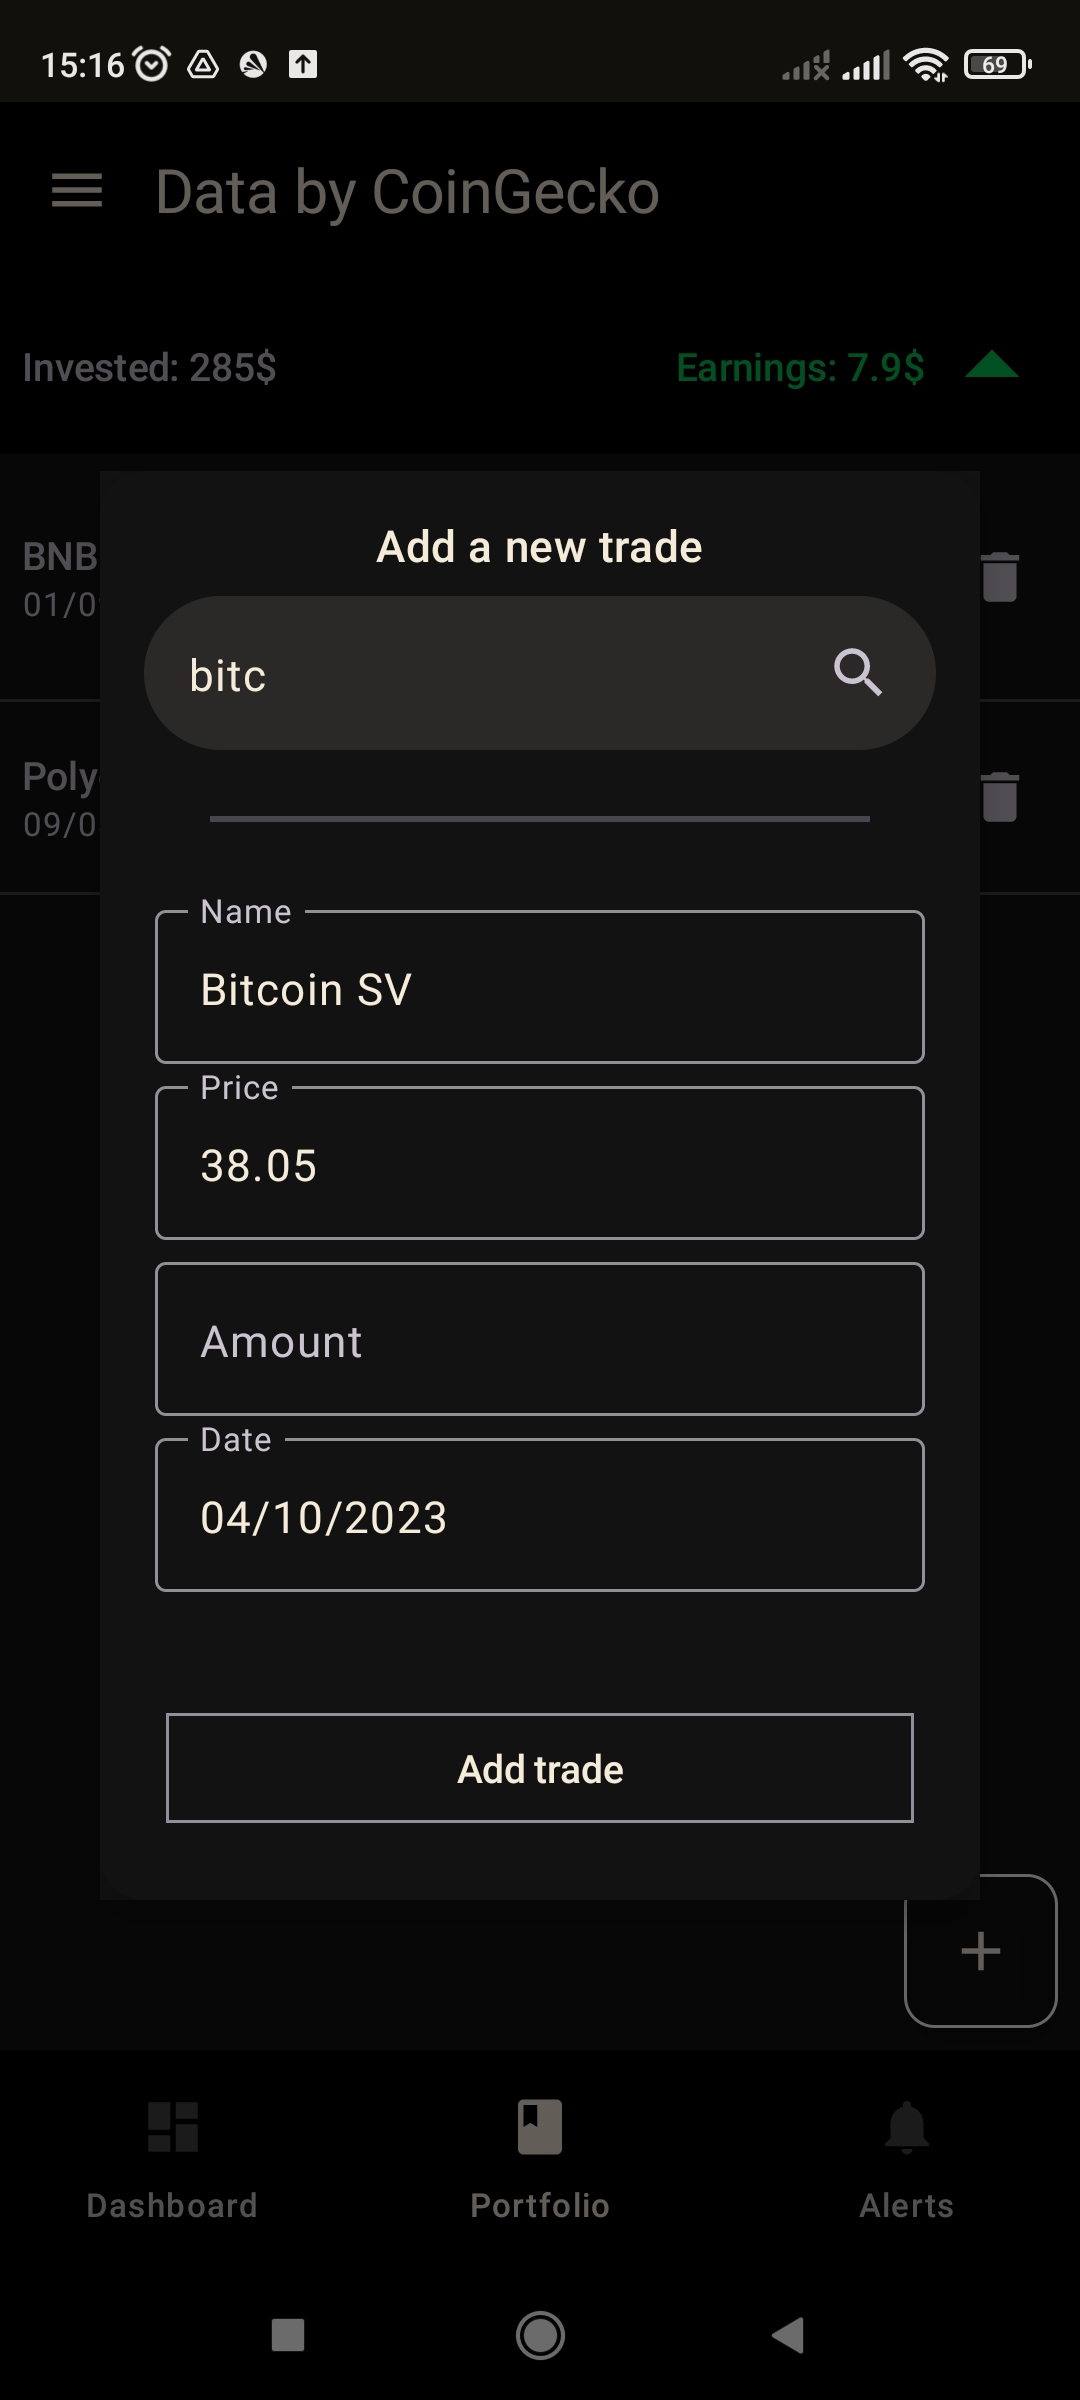 15:16
69
Data by CoinGecko
Invested: 285$
Earnings: 7.9$
Add a new trade
BNB
01/0
bitc
Poly
09/0
Name
Bitcoin SV
Price
38.05
Amount
Date
04/10/2023
Add trade
+
Dashboard
Portfolio
Alerts